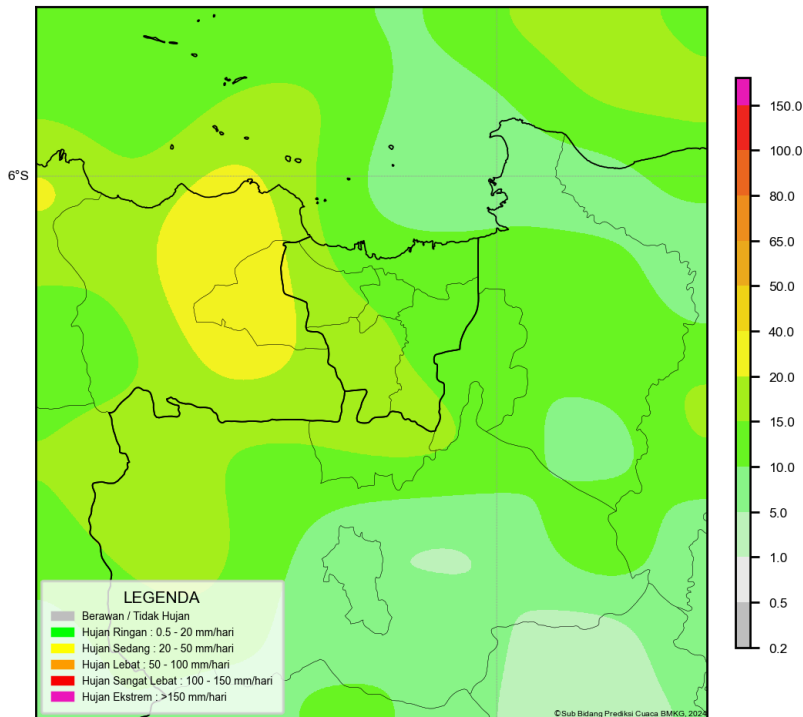 6°S
150.0
100.0
80.0
65.0
50.0
40.0
20.0
15.0
10.0
5.0
1.0
0.5
0.2
LEGENDA
Berawan / Tidak Hujan
Hujan Ringan : 0.5 - 20 mm/hari
Hujan Sedang : 20 - 50 mm/hari
Hujan Lebat : 50 - 100 mm/hari
Hujan Sangat Lebat : 100 - 150 mm/hari
Hujan Ekstrem : >150 mm/hari
©Sub Bidang Prediksi Cuaca BMKG, 2024